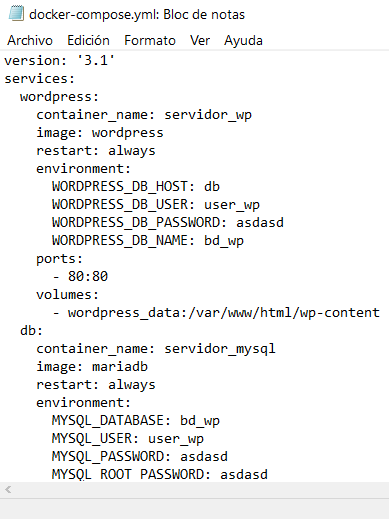 docker-compose.yml: Bloc de notas
Archivo Edición Formato Ver Ayuda
version: '3.1'
services:
  wordpress:
    container_name: servidor_wp
    image: wordpress
    restart: always
    environment:
      WORDPRESS_DB_HOST: db
      WORDPRESS_DB_USER: user_wp
      WORDPRESS_DB_PASSWORD: asdasd
      WORDPRESS_DB_NAME: bd_wp
    ports:
      - 80:80
    volumes:
      - wordpress_data:/var/www/html/wp-content
  db:
    container_name: servidor_mysql
    image: mariadb
    restart: always
    environment:
      MYSQL_DATABASE: bd_wp
      MYSQL_USER: user_wp
      MYSQL_PASSWORD: asdasd
      MYSQL_ROOT_PASSWORD: asdasd